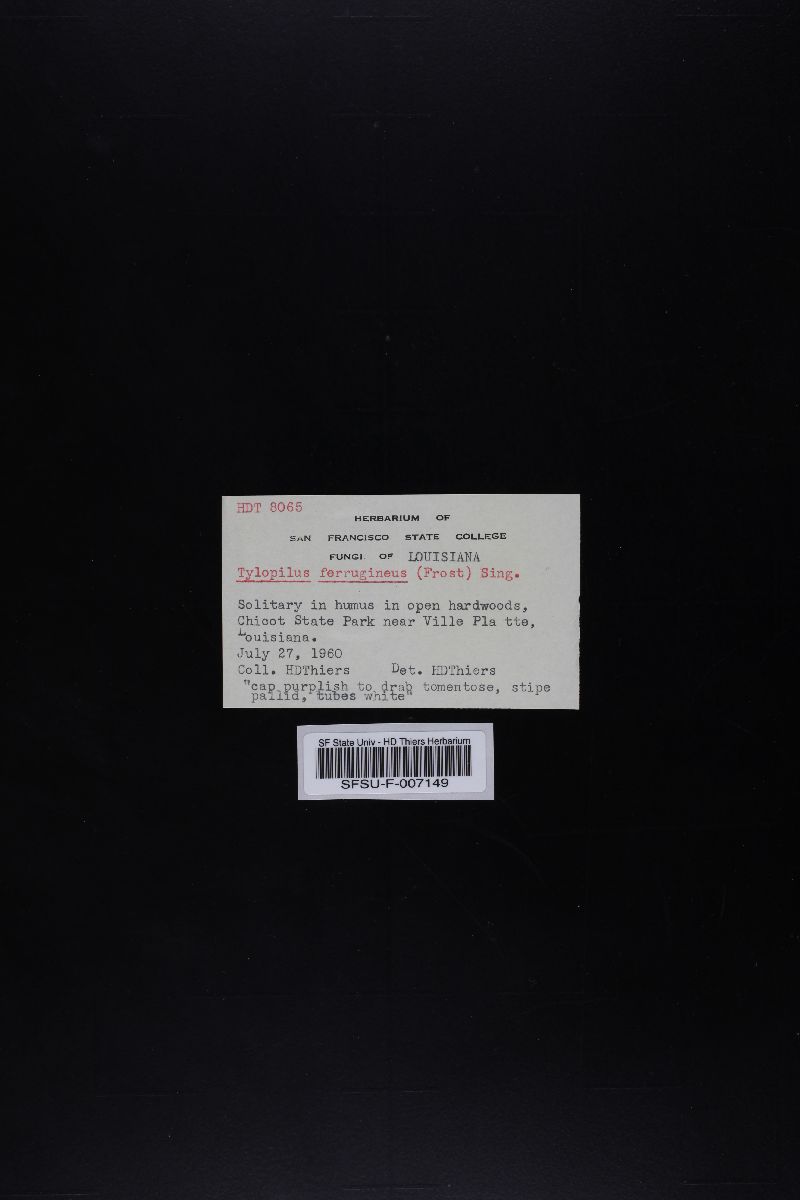 HDT 8065
HERBARIUM OF
SAN FRANCISCO STATE COLLEGE
FUNGI OF LOUISIANA
Tylopilus ferrugineus (Frost) Sing.
Solitary in humus in open hardwoods,
Chicot State Park near Ville Pla tte,
Louisiana.
July 27, 1960
Coll. HDThiers Det. HDThiers
"cap purplish to drab tomentose, stipe
pallid, tubes white"
SF State Univ - HD Thiers Herbarium
SFSU-F-007149